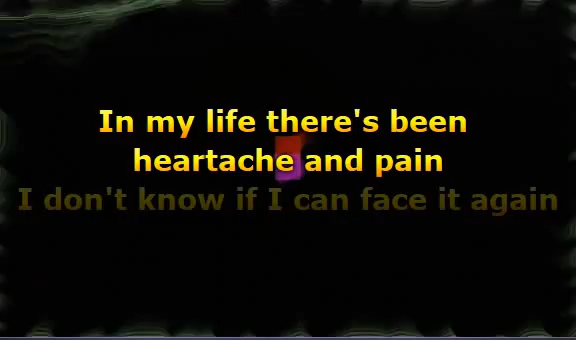 In my life there's been
heartache and pain
I don't know if I can face it again